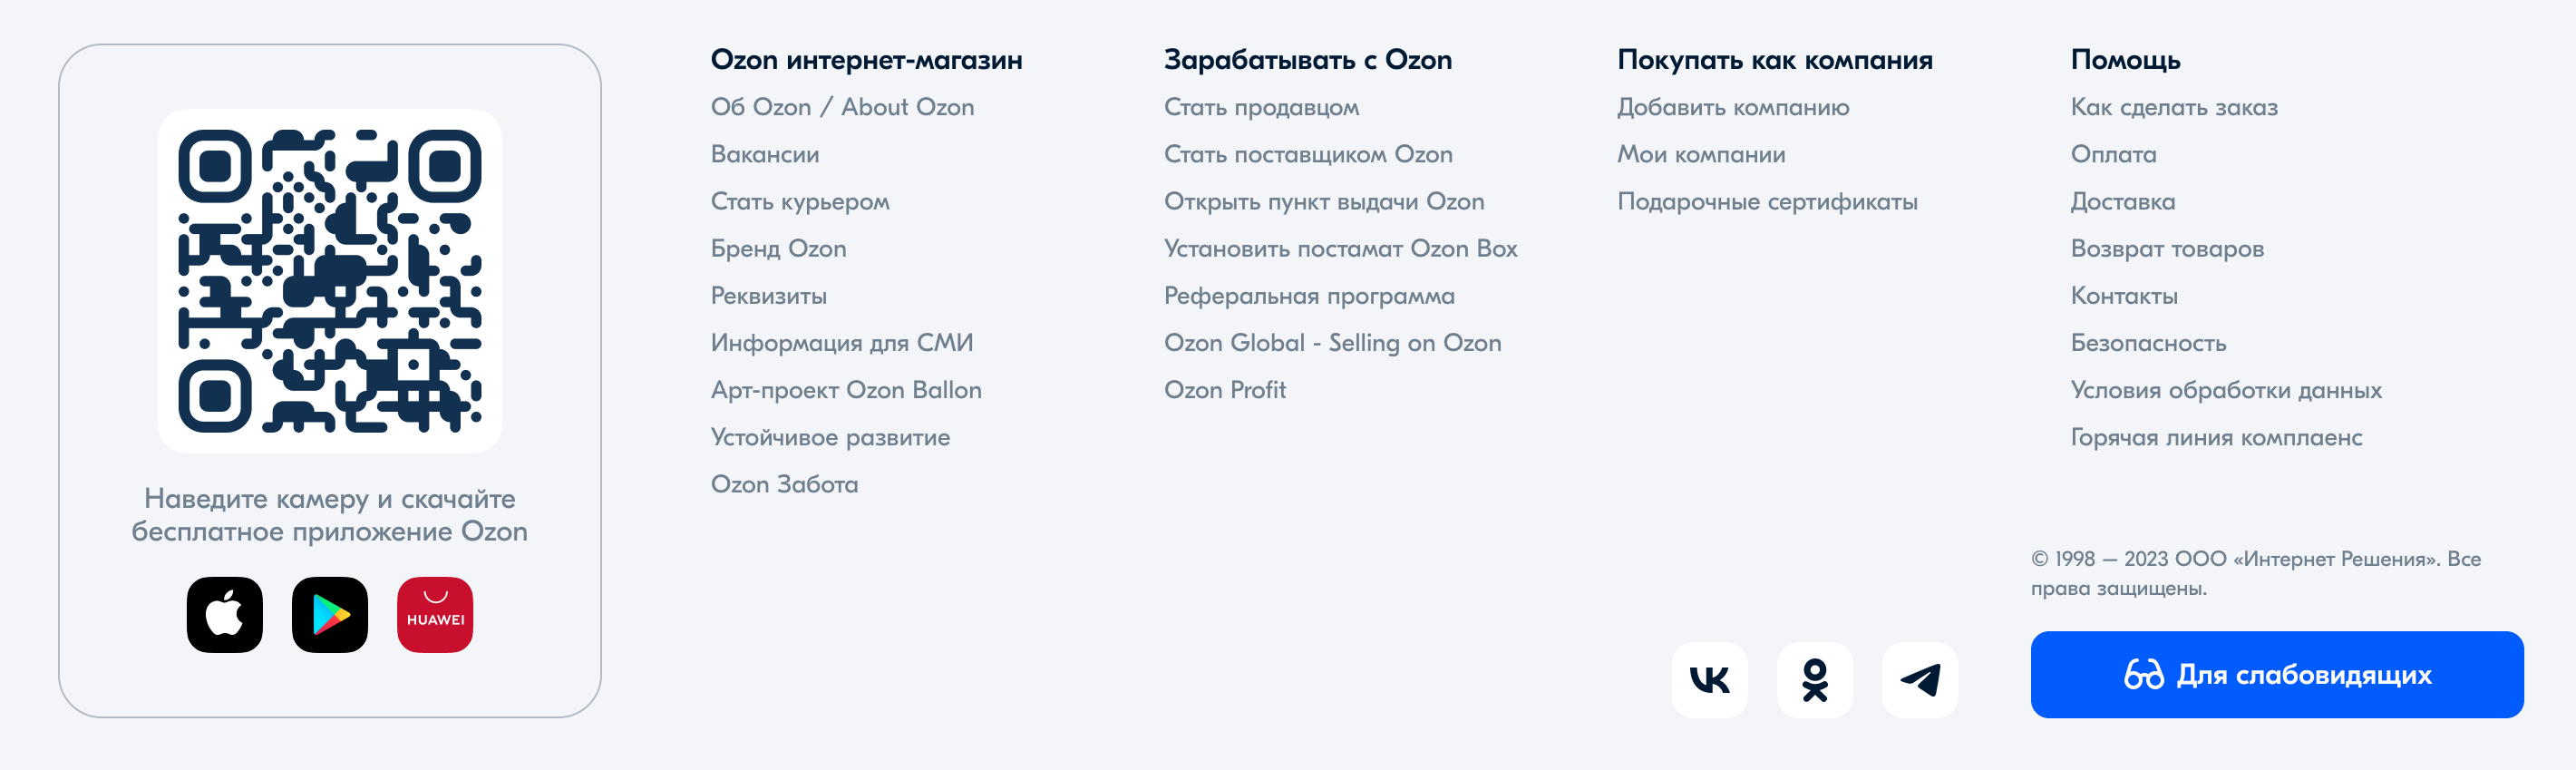 Наведите камеру и скачайте
бесплатное приложение Ozon
HUAWEI
Ozon интернет-магазин
Об Ozon / About Ozon
Вакансии
Стать курьером
Бренд Ozon
Реквизиты
Информация для СМИ
Арт-проект Ozon Ballon
Устойчивое развитие
Ozon Забота
Зарабатывать с Ozon
Стать продавцом
Стать поставщиком Ozon
Открыть пункт выдачи Ozon
Установить постамат Ozon Box
Реферальная программа
Ozon Global - Selling on Ozon
Ozon Profit
Покупать как компания
Добавить компанию
Мои компании
Подарочные сертификаты
Помощь
Как сделать заказ
Оплата
Доставка
Возврат товаров
Контакты
Безопасность
Условия обработки данных
Горячая линия комплаенс
© 1998 – 2023 ООО «Интернет Решения». Все
права защищены.
Для слабовидящих